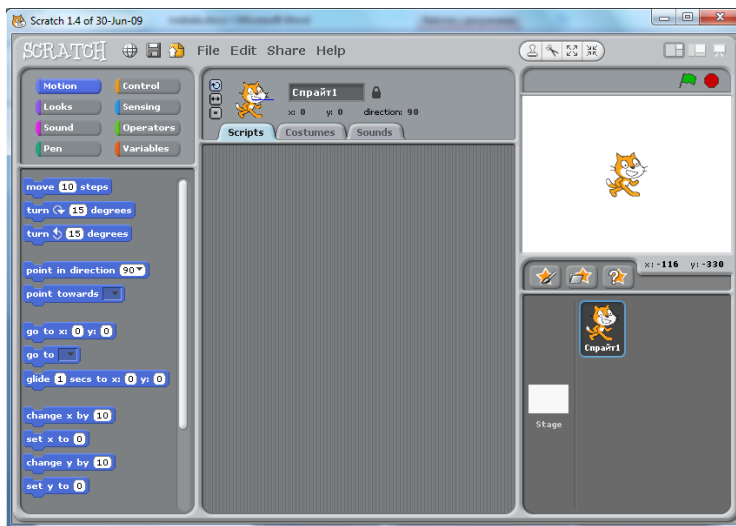 Scratch 1.4 of 30-Jun-09
SCRATCH File Edit Share Help
Motion Control
Looks Sensing
Sound Operators
Pen Variables
move 10 steps
turn 15 degrees
turn 15 degrees
point in direction 90
point towards
go to x: 0 y: 0
go to
glide 1 secs to x: 0 y: 0
change x by 10
set x to 0
change y by 10
set y to 0
Спрайт1
x: 0 y: 0 direction: 90
Scripts Costumes Sounds
x: -116 y: -330
Спрайт1
Stage